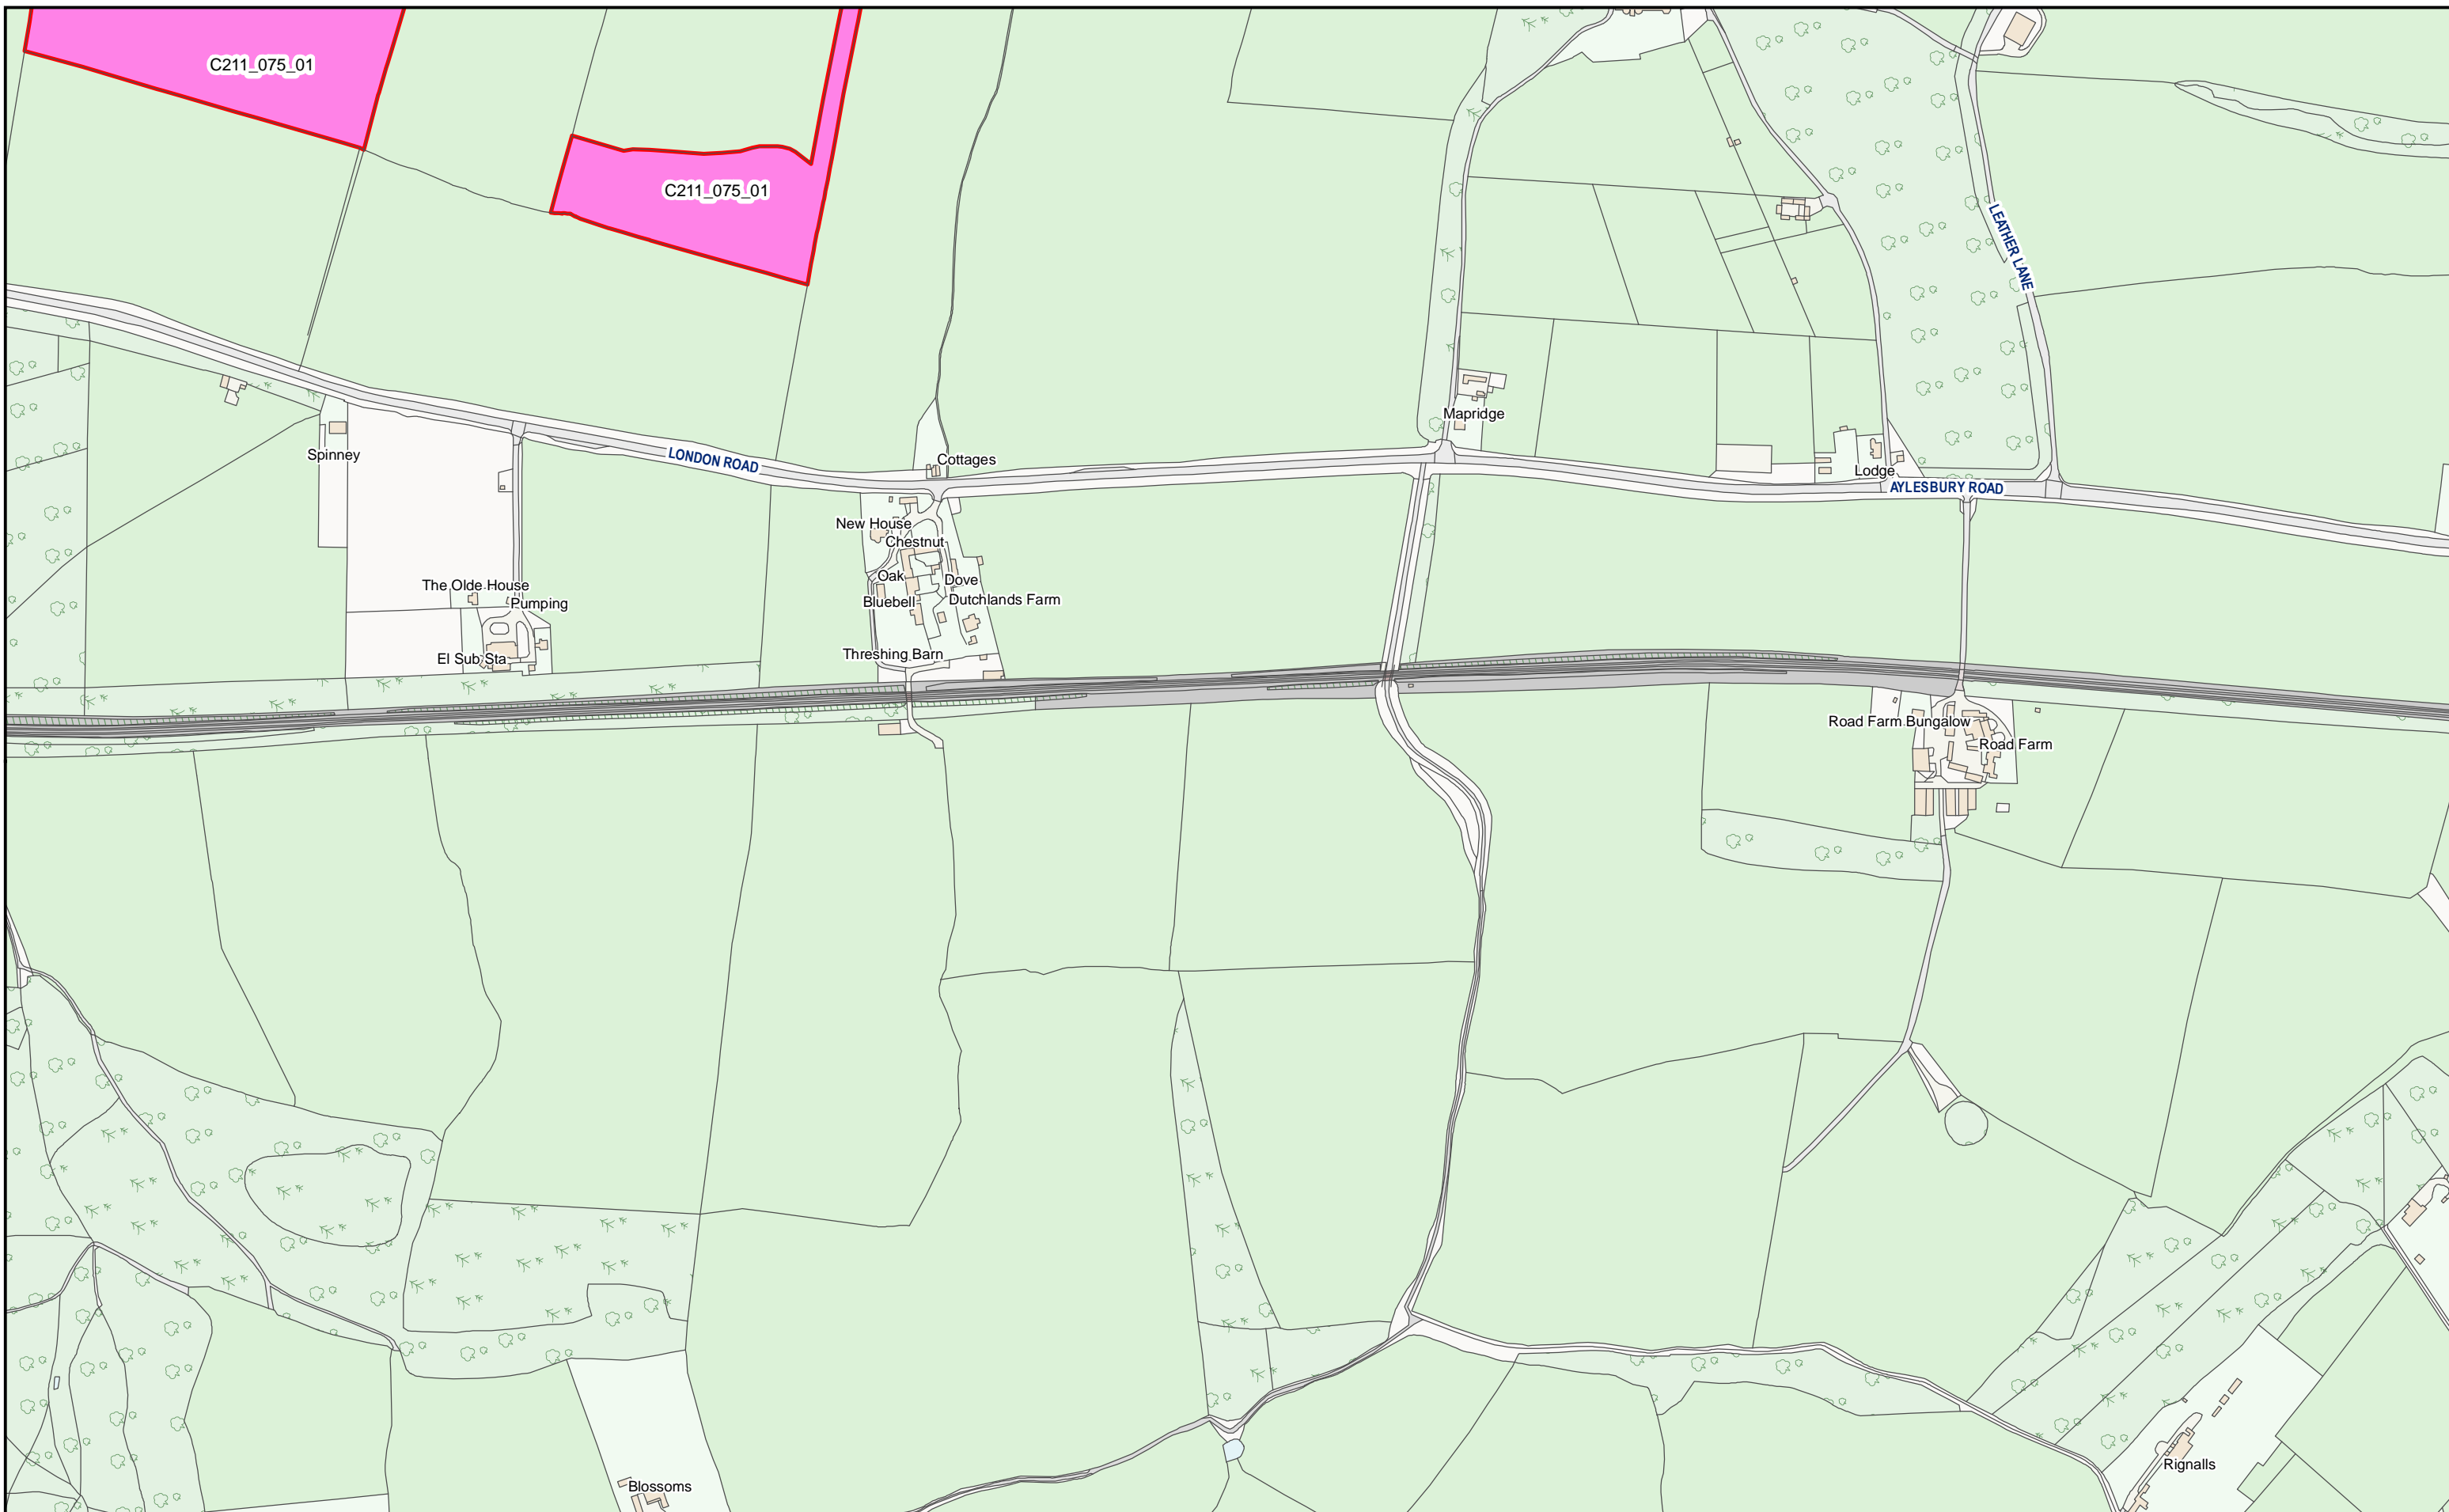 C211_075_01
C211_075_01
LEATHER LANE
Mapridge
Spinney
LONDON ROAD
Cottages
Lodge
AYLESBURY ROAD
New House
Chestnut
Oak
Dove
The Olde House
Pumping
Bluebell
Dutchlands Farm
El Sub Sta
Threshing Barn
Road Farm Bungalow
Road Farm
Rignalls
Blossoms